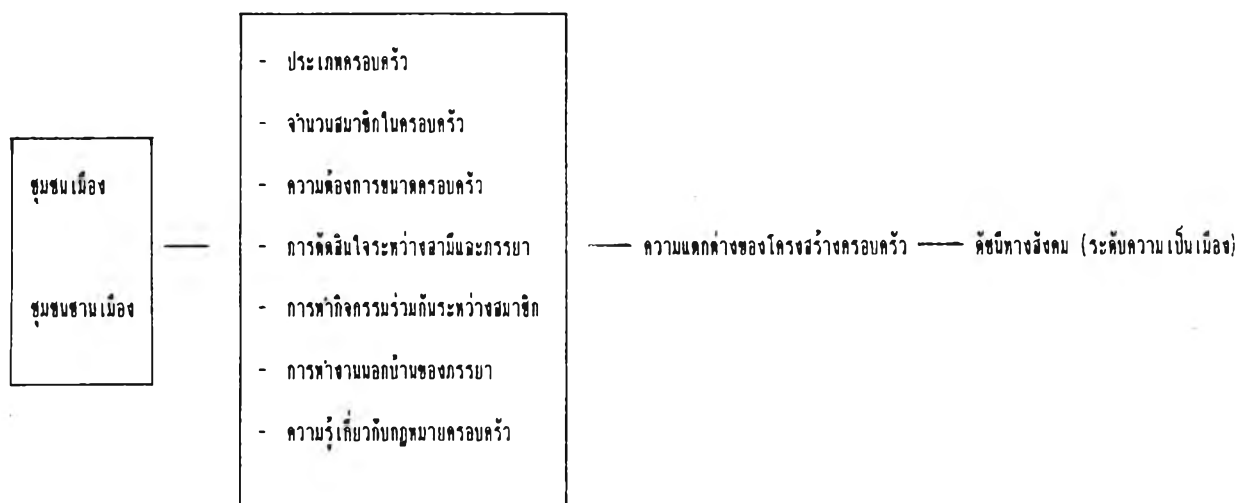 ชุมชนเมือง
ชุมชนชานเมือง
- ประเภทครอบครัว
- จำนวนสมาชิกในครอบครัว
- ความต้องการขนาดครอบครัว
- การตัดสินใจระหว่างสามีและภรรยา
- การทำกิจกรรมร่วมกันระหว่างสมาชิก
- การทำงานนอกบ้านของภรรยา
- ความรู้เกี่ยวกับกฎหมายครอบครัว
ความแตกต่างของโครงสร้างครอบครัว
ดัชนีทางสังคม (ระดับความเป็นเมือง)